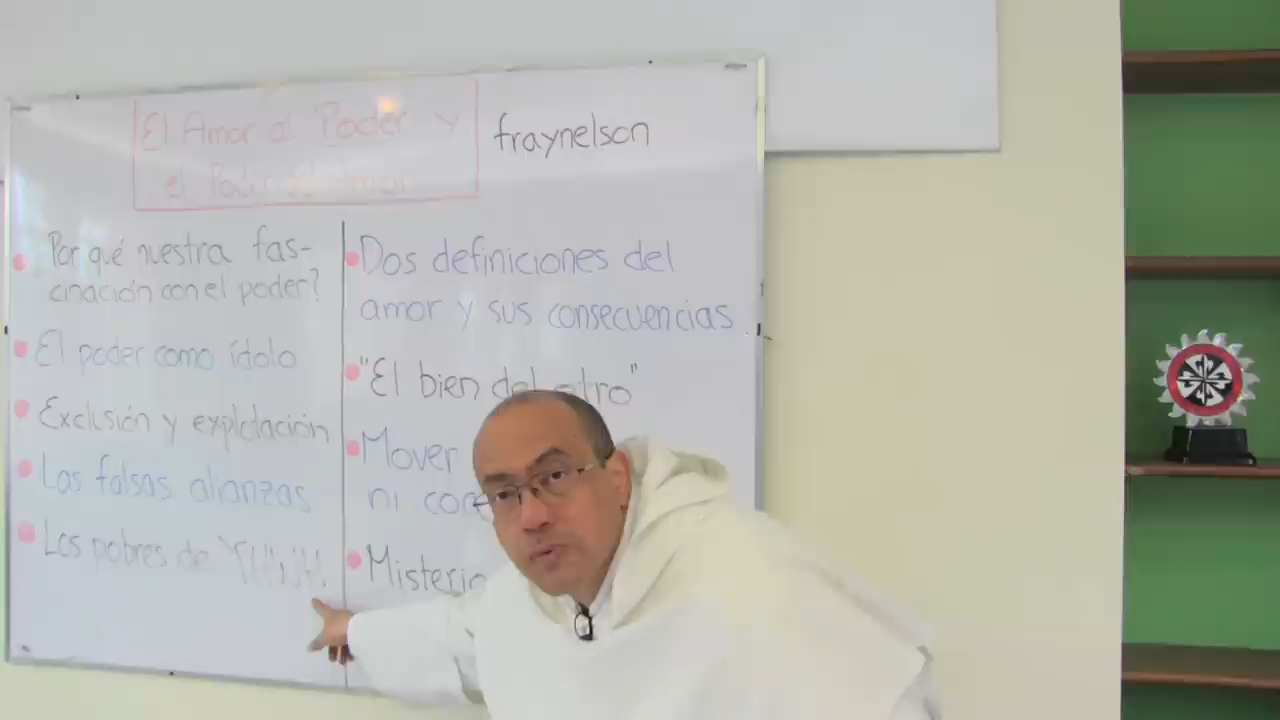 El Amor al Poder y
el Poder del Amor
fraynelson
Por qué nuestra fas-
cinación con el poder?
El poder como ídolo
Exclusión y explotación
Las falsas alianzas
Los pobres de YHWH
Dos definiciones del
amor y sus consecuencias
"El bien del otro"
Mover
ni
Misterio